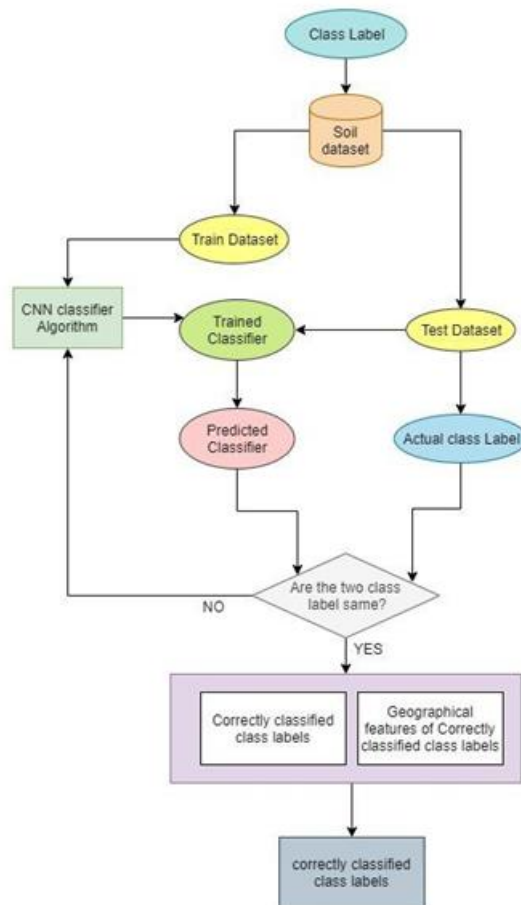 Class Label
Soil
dataset
Train Dataset
CNN classifier
Algorithm
Trained
Classifier
Test Dataset
Predicted
Classifier
Actual class Label
Are the two class
label same?
NO
YES
Correctly classified
class labels
Geographical
features of Correctly
classified class labels
correctly classified
class labels